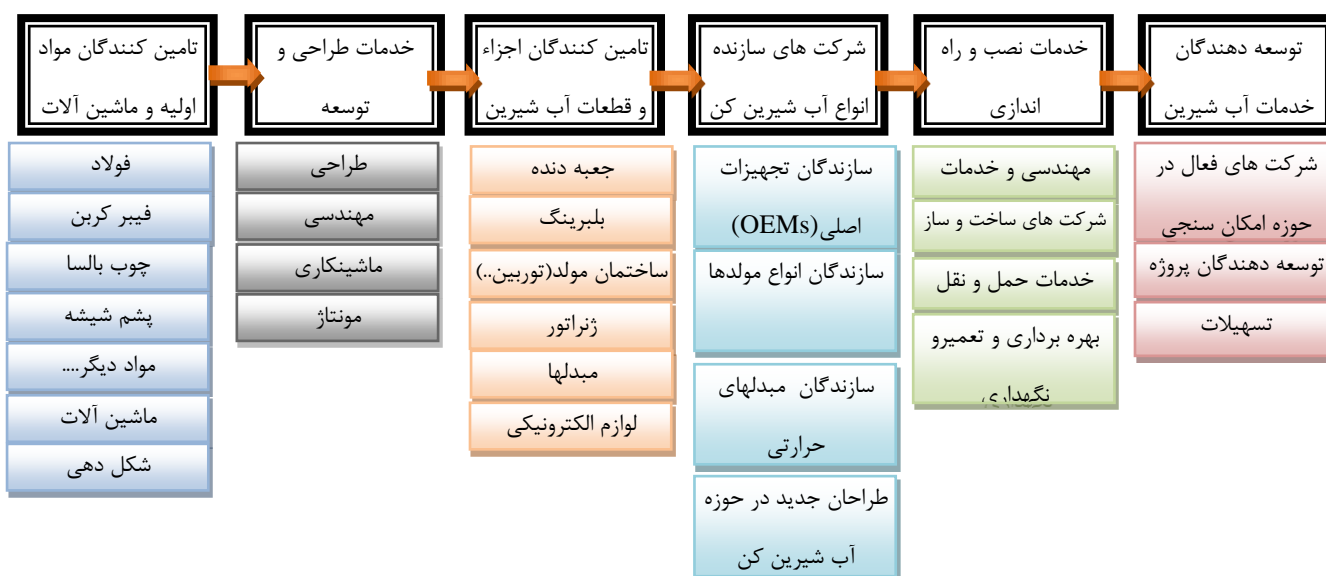 تامین کنندگان مواد
اولیه و ماشین آلات
خدمات طراحی و
توسعه
تامین کنندگان اجزاء
و قطعات آب شیرین
شرکت های سازنده
انواع آب شیرین کن
خدمات نصب و راه
اندازی
توسعه دهندگان
خدمات آب شیرین
فولاد
فیبر کربن
چوب بالسا
پشم شیشه
مواد دیگر....
ماشین آلات
شکل دهی
طراحی
مهندسی
ماشینکاری
مونتاژ
جعبه دنده
بلبرینگ
ساختمان مولد(توربین..)
ژنراتور
مبدلها
لوازم الکترونیکی
سازندگان تجهیزات
اصلی(OEMs)
سازندگان انواع مولدها
سازندگان مبدلهای
حرارتی
طراحان جدید در حوزه
آب شیرین کن
مهندسی و خدمات
شرکت های ساخت و ساز
خدمات حمل و نقل
بهره برداری و تعمیرو
نگهداری
شرکت های فعال در
حوزه امکان سنجی
توسعه دهندگان پروژه
تسهیلات